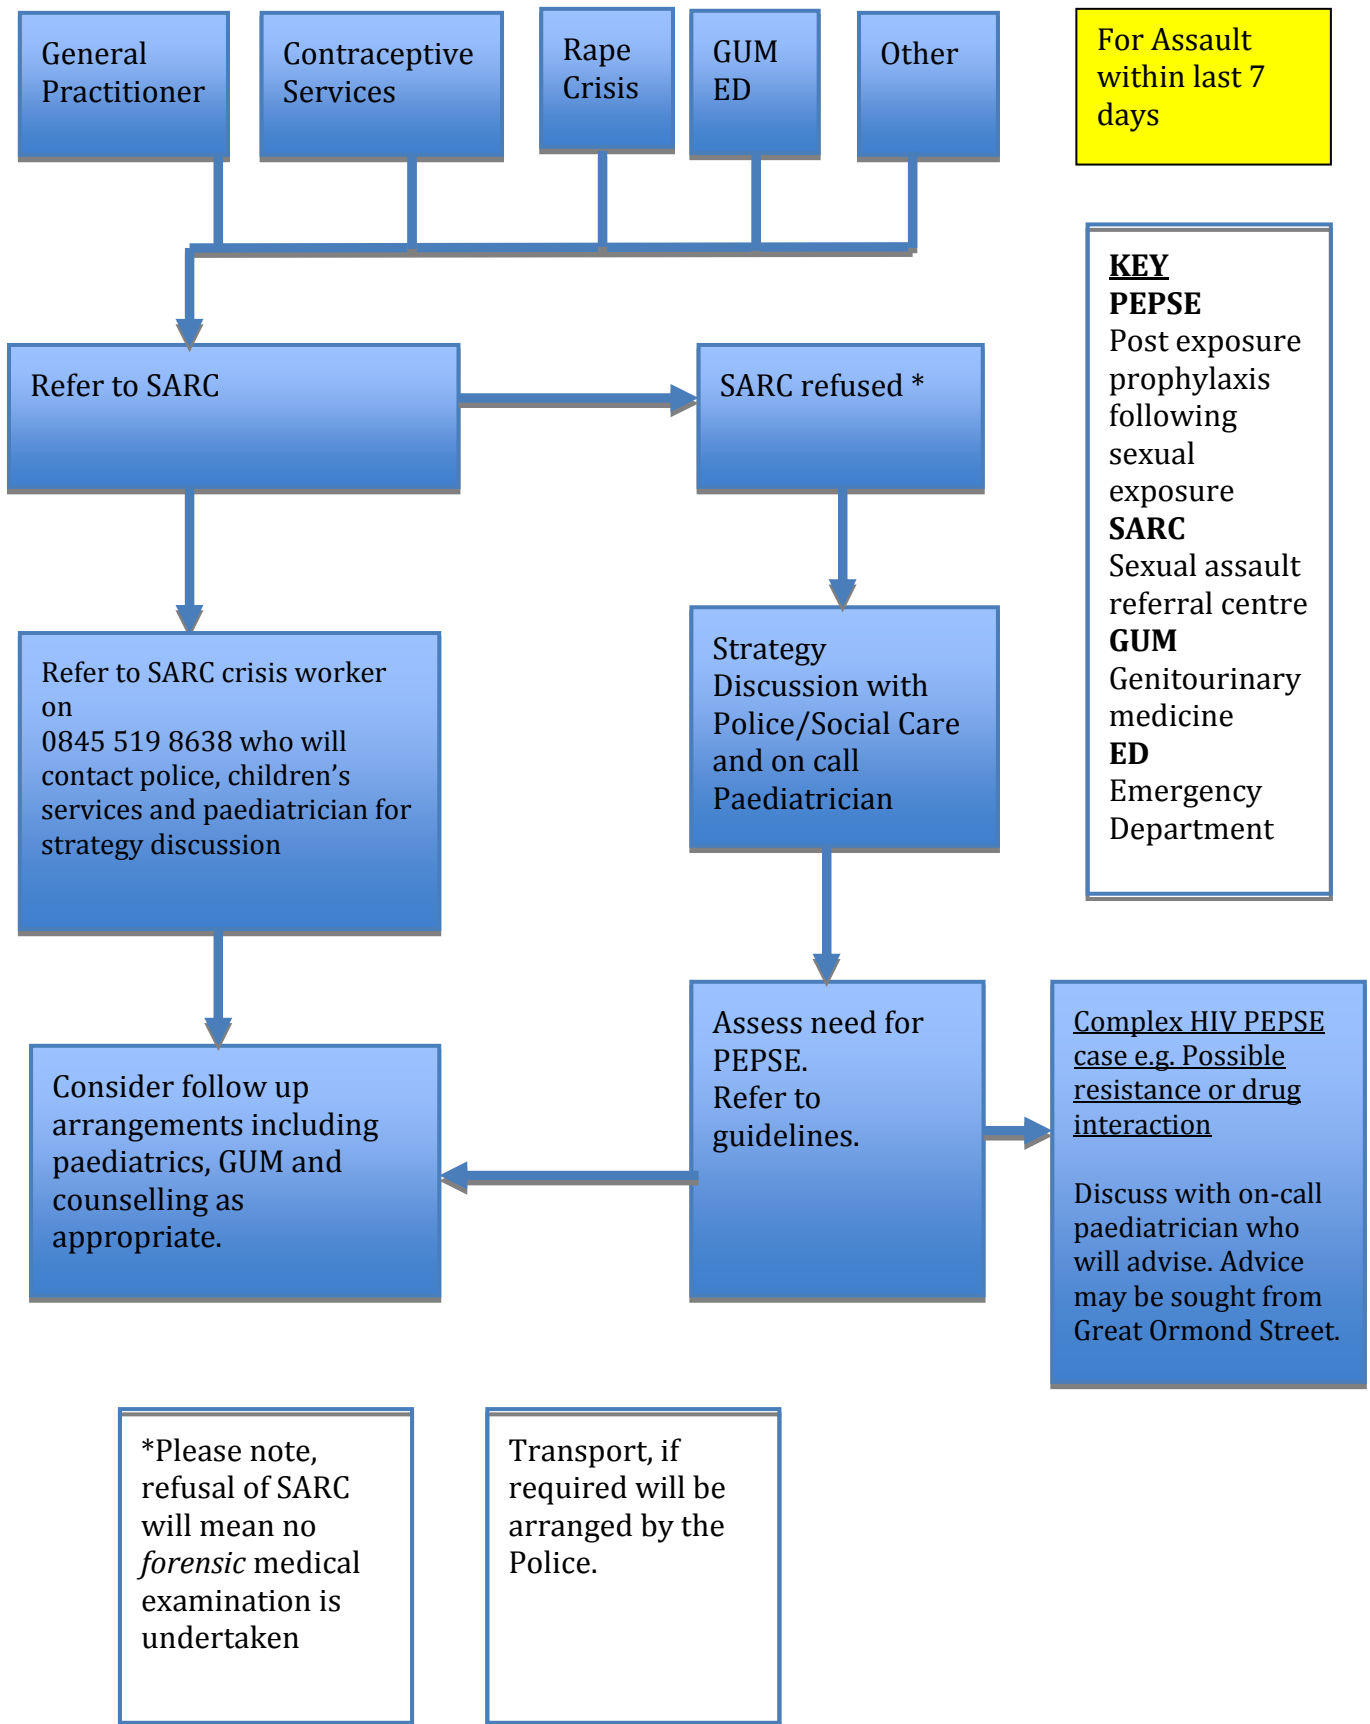 General
Practitioner
Contraceptive
Services
Rape
Crisis
GUM
ED
Other
For Assault
within last 7
days
KEY
PEPSE
Post exposure
prophylaxis
following
sexual
exposure
SARC
Sexual assault
referral centre
GUM
Genitourinary
medicine
ED
Emergency
Department
Refer to SARC
SARC refused *
Refer to SARC crisis worker
on
0845 519 8638 who will
contact police, children’s
services and paediatrician for
strategy discussion
Strategy
Discussion with
Police/Social Care
and on call
Paediatrician
Consider follow up
arrangements including
paediatrics, GUM and
counselling as
appropriate.
Assess need for
PEPSE.
Refer to
guidelines.
Complex HIV PEPSE
case e.g. Possible
resistance or drug
interaction
Discuss with on-call
paediatrician who
will advise. Advice
may be sought from
Great Ormond Street.
*Please note,
refusal of SARC
will mean no
forensic medical
examination is
undertaken
Transport, if
required will be
arranged by the
Police.